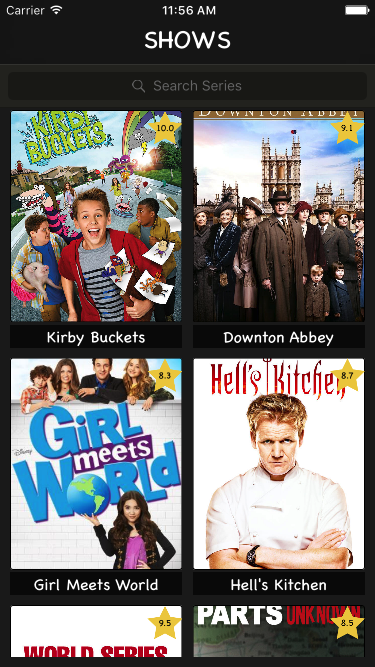 Carrier
11:56 AM
SHOWS
Search Series
KIRBY
BUCKETS
10.0
DOWNTON ABBEY
9.1
Kirby Buckets
Downton Abbey
8.3
Disney
GiRL
meets
WoRLd
Hell's Kitchen
8.7
Girl Meets World
Hell's Kitchen
9.5
WORLD SERIES
PARTS UNKNOWN
8.5